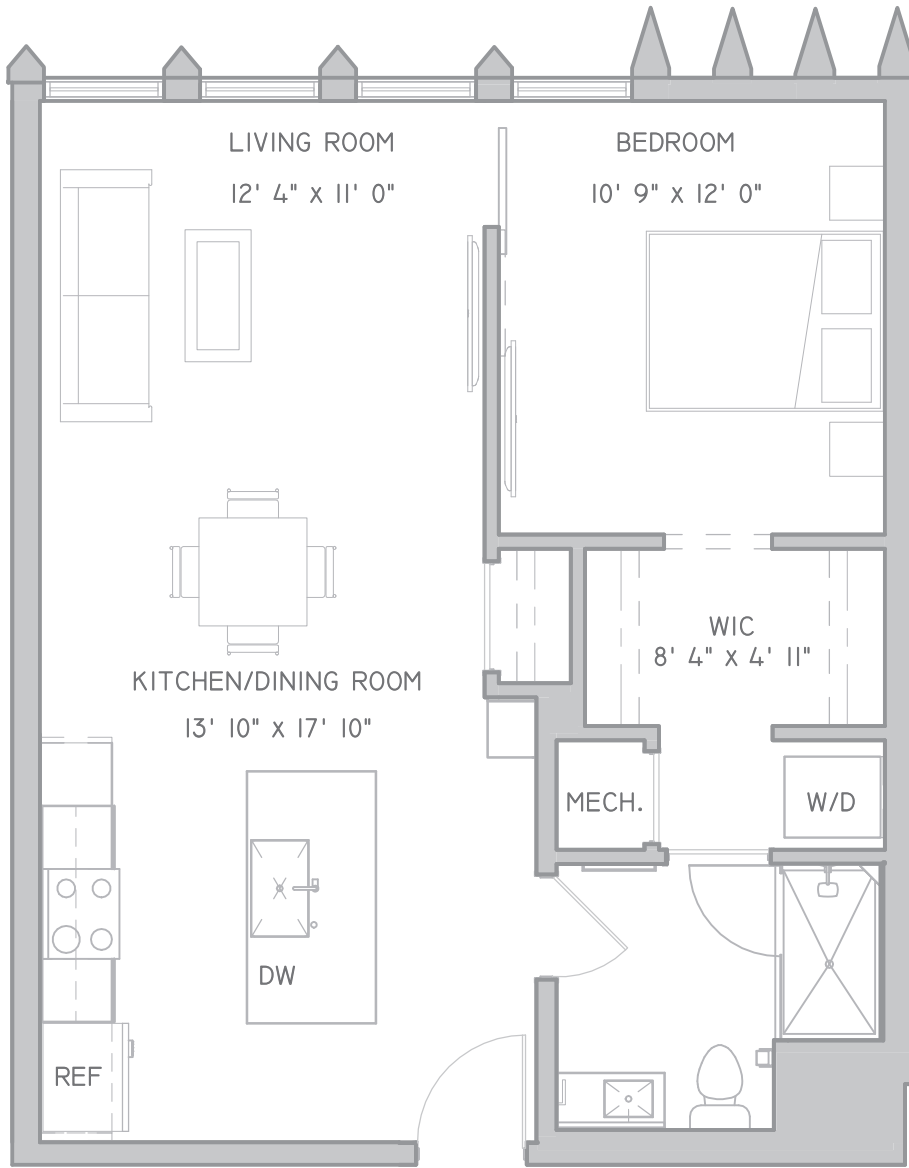 LIVING ROOM
12' 4" X 11' 0"
BEDROOM
10' 9" X 12' 0"
KITCHEN/DINING ROOM
13' 10" X 17' 10"
WIC
8' 4" X 4' 11"
MECH.
W/D
DW
REF